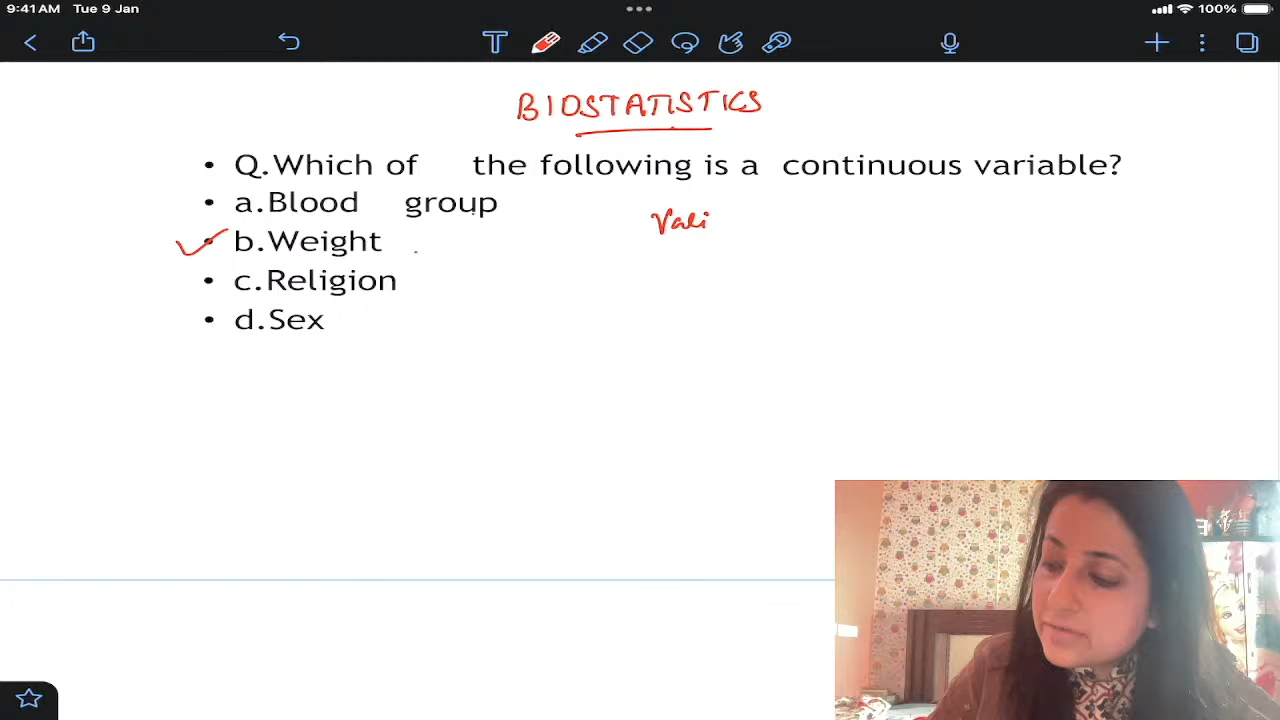 9:41 AM Tue 9 Jan
100%
BIOSTATISTICS
• Q.Which of the following is a continuous variable?
• a.Blood group
Vali
• b.Weight
• c.Religion
• d.Sex